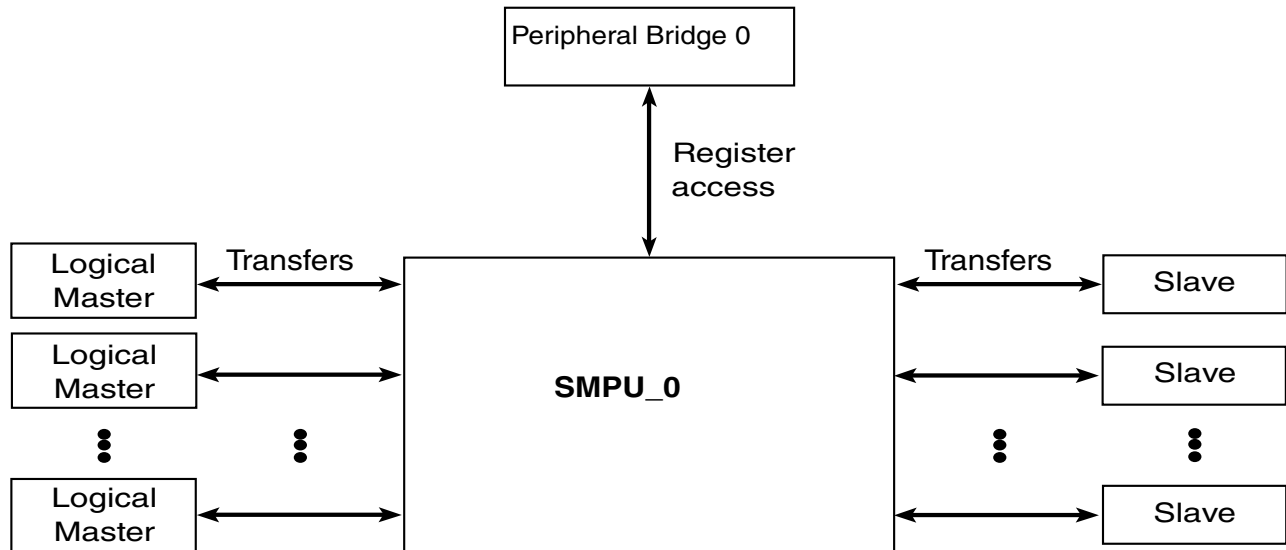 Peripheral Bridge 0
Register
access
Logical
Master
Transfers
Transfers
Slave
Logical
Master
SMPU_0
Slave
Logical
Master
Slave